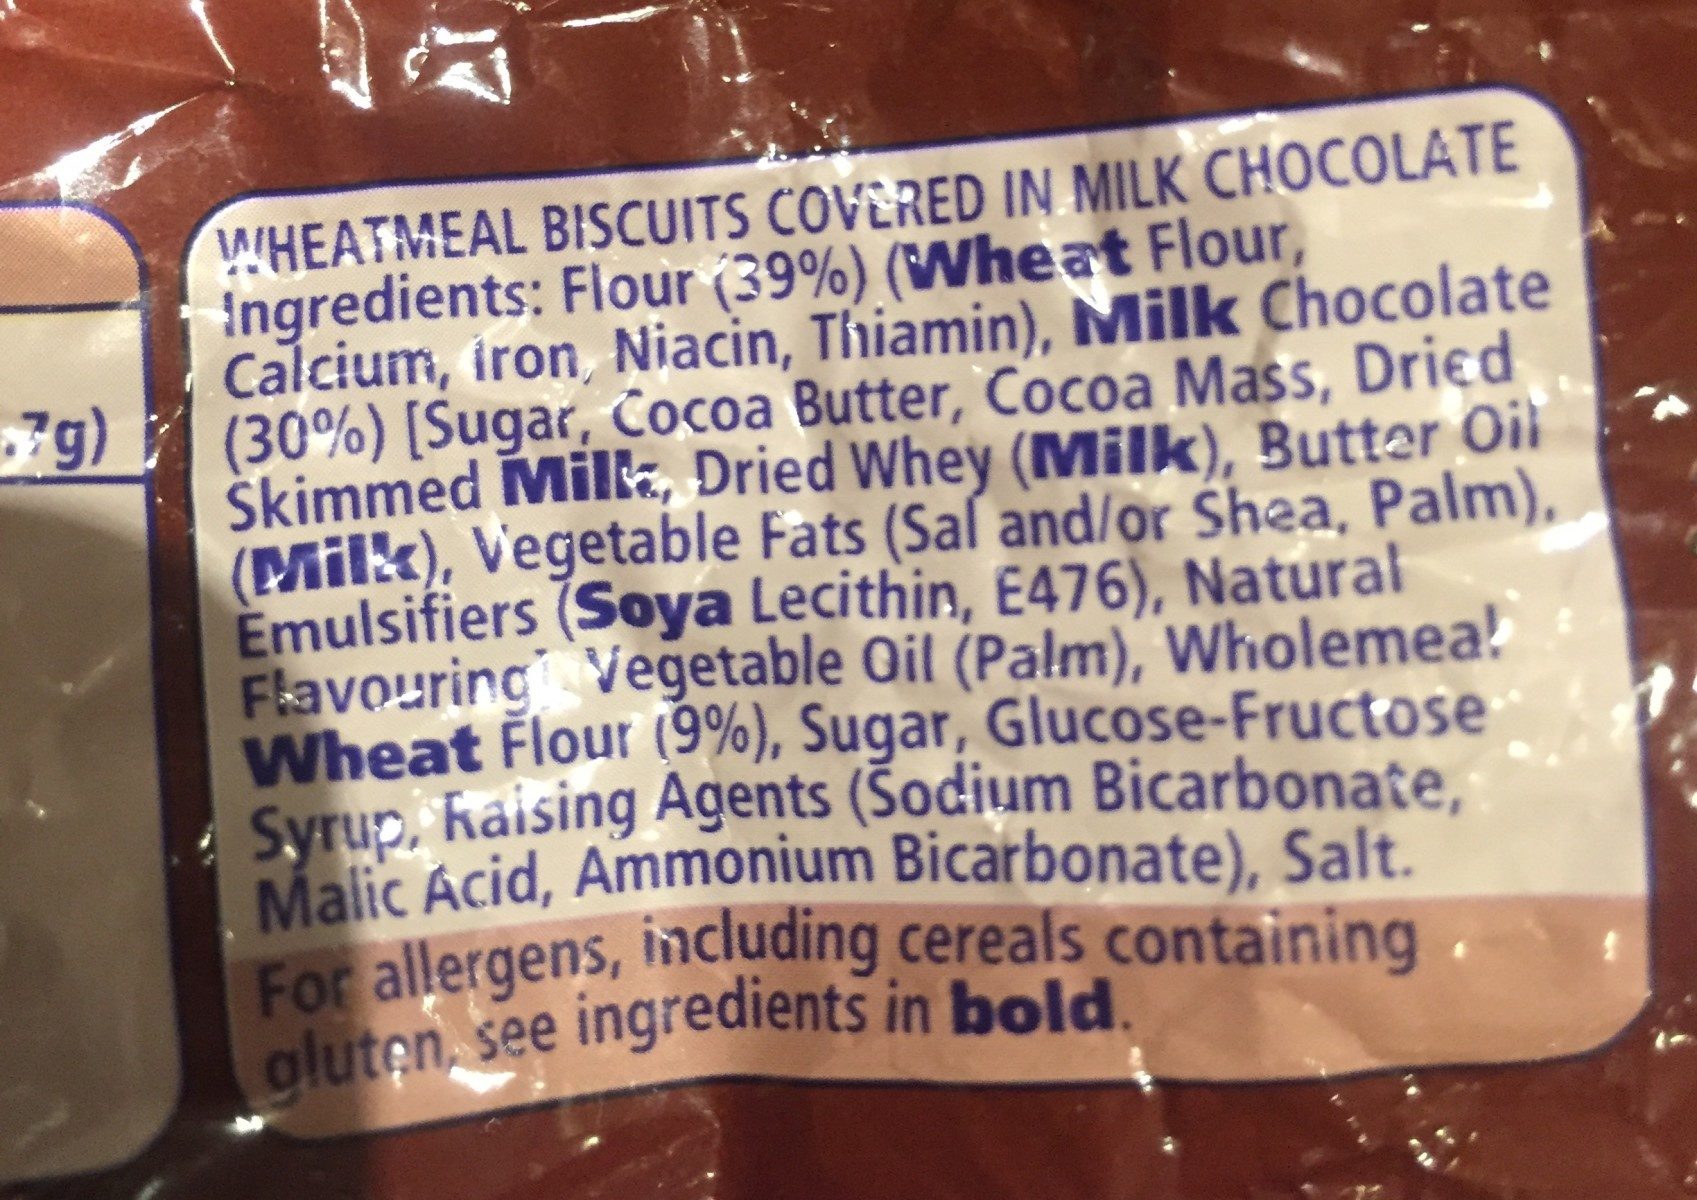 .7g)
WHEATMEAL BISCUITS COVERED IN MILK CHOCOLATE
Ingredients: Flour (39%) (Wheat Flour,
Calcium, Iron, Niacin, Thiamin), Milk Chocolate
(30%) [Sugar, Cocoa Butter, Cocoa Mass, Dried
Skimmed Milk, Dried Whey (Milk), Butter Oil
(Milk), Vegetable Fats (Sal and/or Shea, Palm),
Emulsifiers (Soya Lecithin, E476), Natural
Flavouring], Vegetable Oil (Palm), Wholemeal
Wheat Flour (9%), Sugar, Glucose-Fructose
Syrup, Raising Agents (Sodium Bicarbonate,
Malic Acid, Ammonium Bicarbonate), Salt.
For allergens, including cereals containing
gluten, see ingredients in bold.